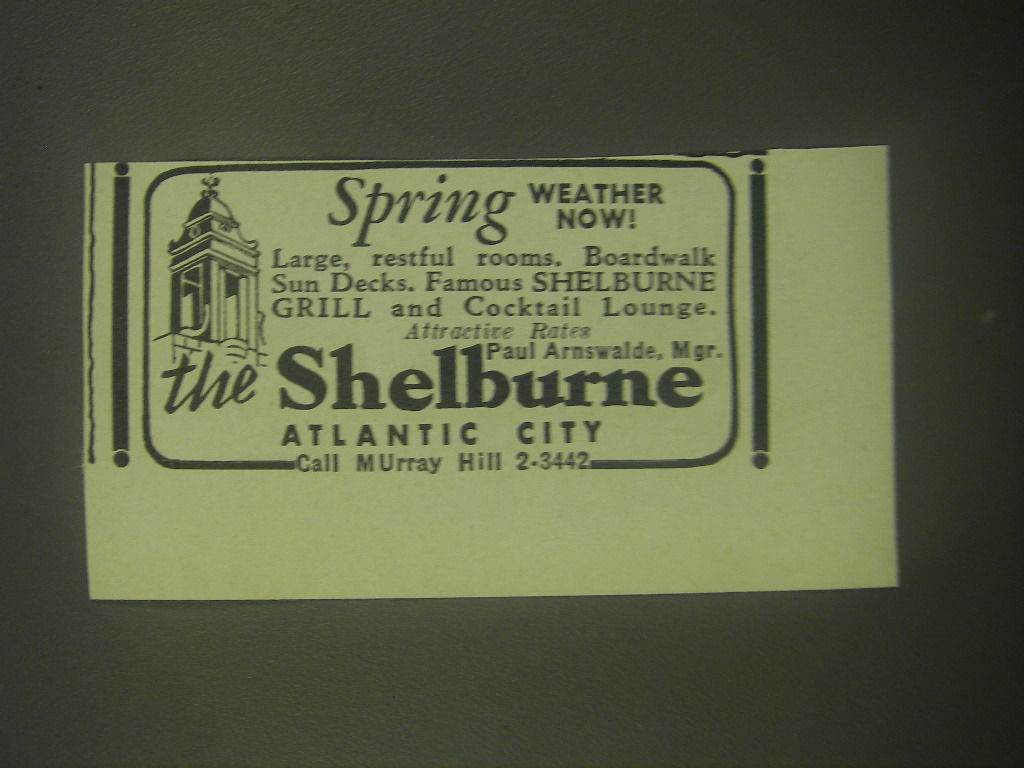 Spring WEATHER NOW!
Large, restful rooms. Boardwalk
Sun Decks. Famous SHELBURNE
GRILL and Cocktail Lounge.
Attractive Rates
Paul Arnswalde, Mgr.
the Shelburne
ATLANTIC CITY
Call MUrray Hill 2-3442